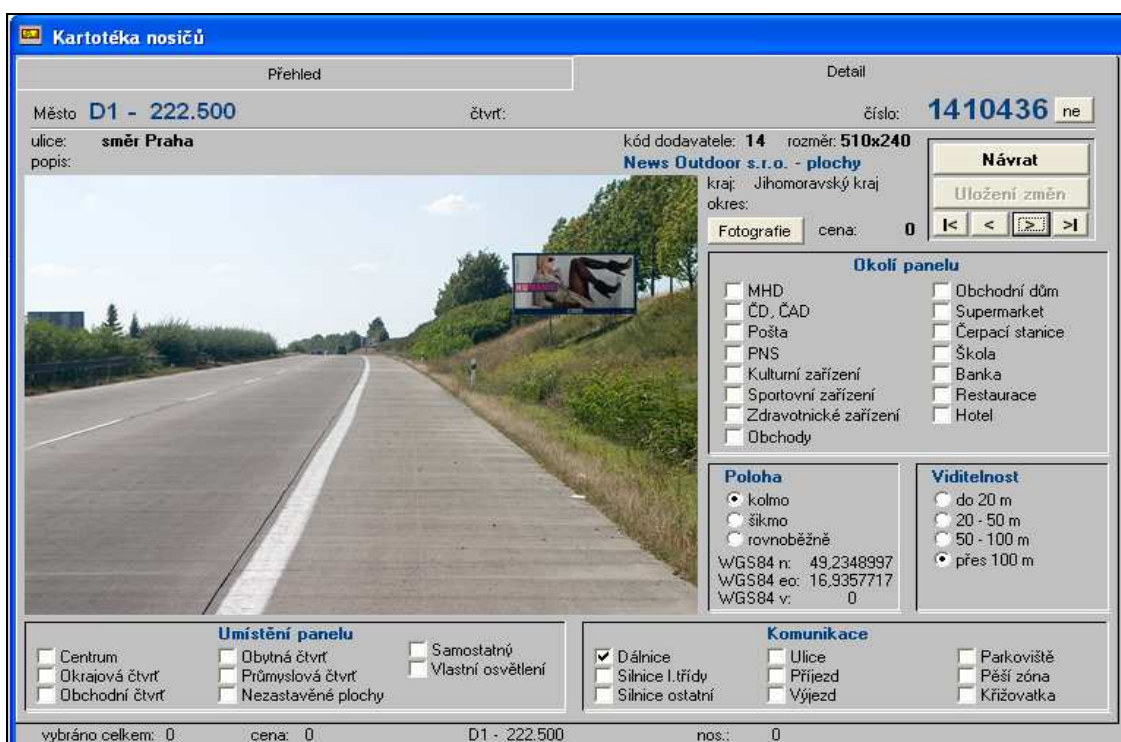 Kartotéka nosičů
Přehled
Detail
Město D1 - 222.500 čtvrť: číslo: 1410436 ne
ulice: směr Praha kód dodavatele: 14 rozměr: 510x240
popis: News Outdoor s.r.o. - plochy
kraj: Jihomoravský kraj
okres:
Fotografie cena: 0
Návrat
Uložení změn
|< < > >|
Okolí panelu
MHD
ČD, ČAD
Pošta
PNS
Kulturní zařízení
Sportovní zařízení
Zdravotnické zařízení
Obchody
Obchodní dům
Supermarket
Čerpací stanice
Škola
Banka
Restaurace
Hotel
Poloha
kolmo
šikmo
rovnoběžně
WGS84 n: 49,2348997
WGS84 eo: 16,9357717
WGS84 v: 0
Viditelnost
do 20 m
20 - 50 m
50 - 100 m
přes 100 m
Umístění panelu
Centrum
Okrajová čtvrť
Obchodní čtvrť
Obytná čtvrť
Průmyslová čtvrť
Nezastavěné plochy
Samostatný
Vlastní osvětlení
Komunikace
Dálnice
Silnice I.třídy
Silnice ostatní
Ulice
Příjezd
Výjezd
Parkoviště
Pěší zóna
Křižovatka
vybráno celkem: 0 cena: 0 D1 - 222.500 nos.: 0